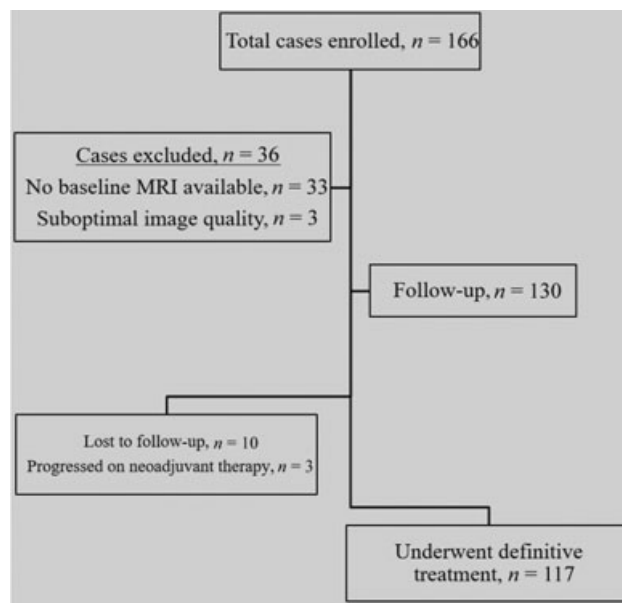 Total cases enrolled, n = 166
Cases excluded, n = 36
No baseline MRI available, n = 33
Suboptimal image quality, n = 3
Follow-up, n = 130
Lost to follow-up, n = 10
Progressed on neoadjuvant therapy, n = 3
Underwent definitive
treatment, n = 117